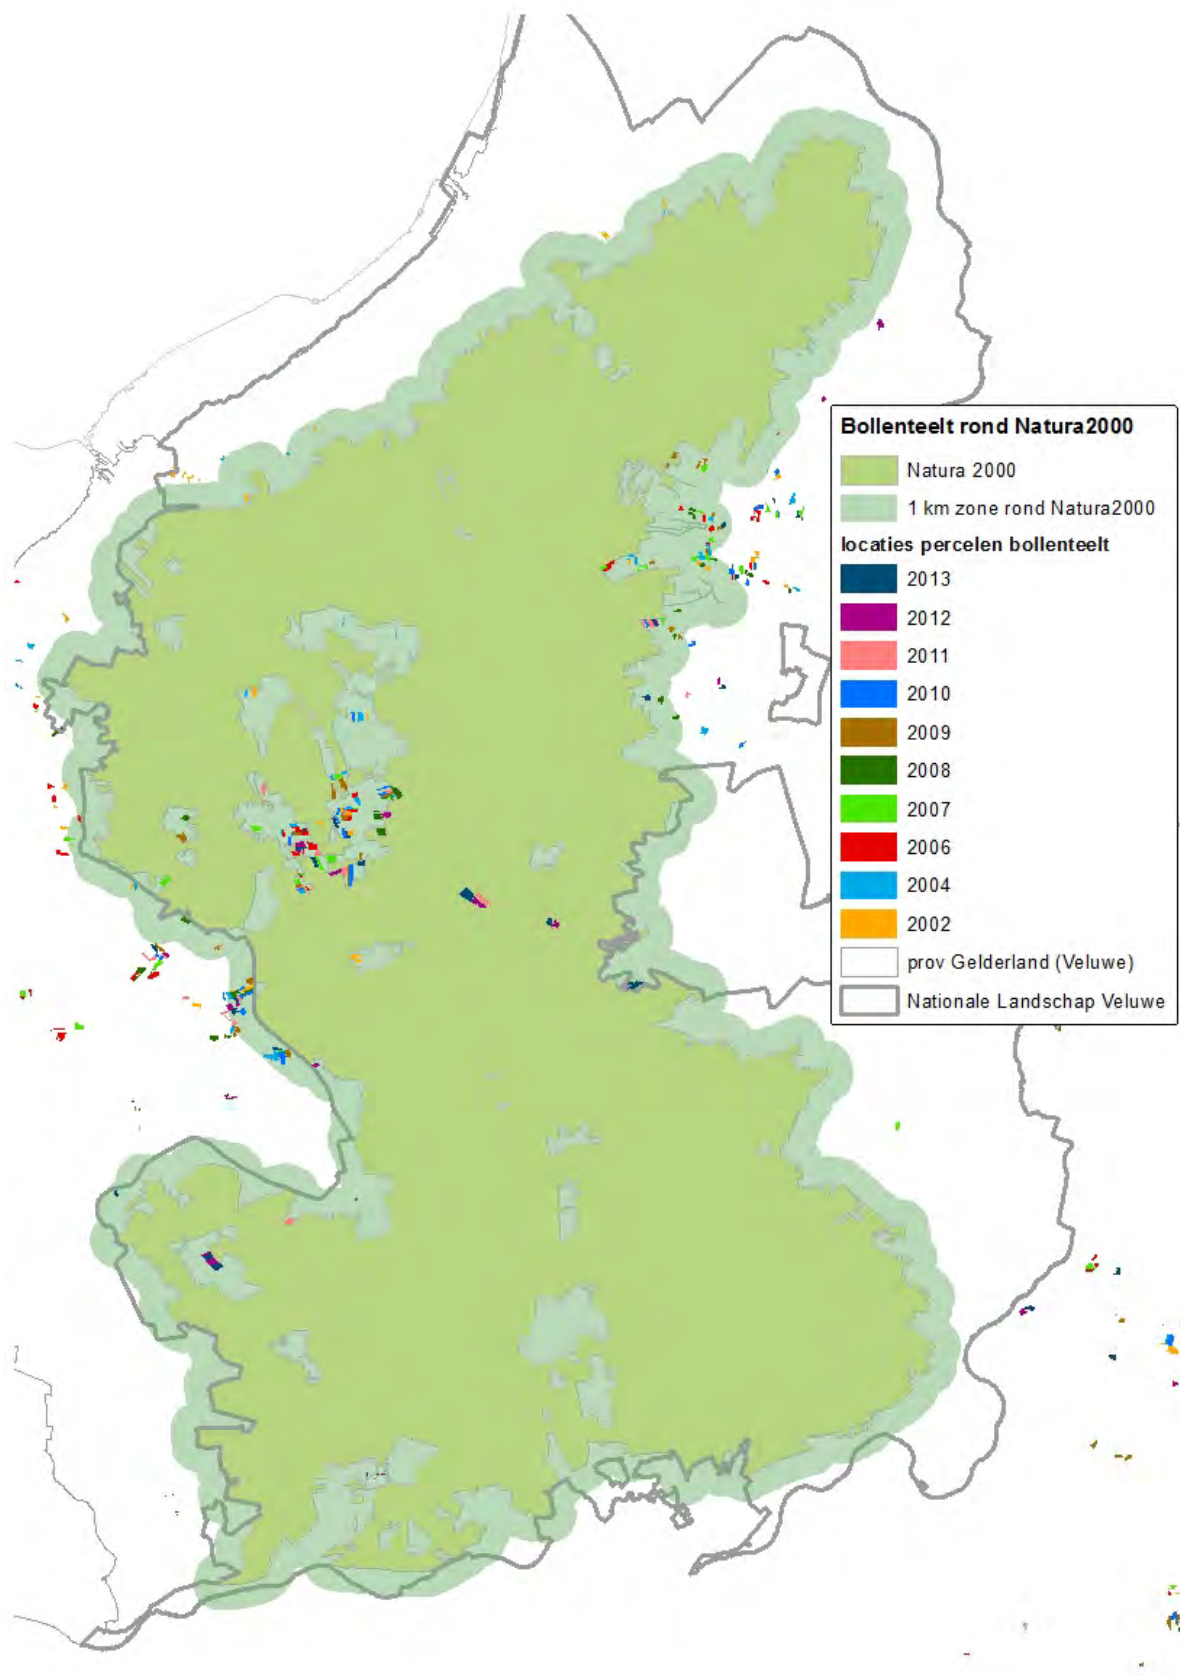 Bollenteelt rond Natura2000
Natura 2000
1 km zone rond Natura2000
locaties percelen bollenteelt
2013
2012
2011
2010
2009
2008
2007
2006
2004
2002
prov Gelderland (Veluwe)
Nationale Landschap Veluwe